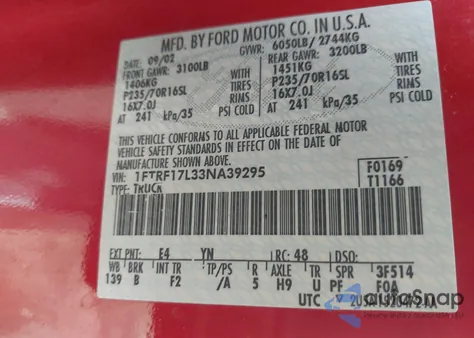 MFD. BY FORD MOTOR CO. IN U.S.A.
DATE: 09/02 GVWR: 6050LB/ 2744KG
FRONT GAWR: 3100LB REAR GAWR: 3200LB
1406KG WITH 1451KG WITH
P235/70R16SL TIRES P235/70R16SL TIRES
16X7.0J RIMS 16X7.0J RIMS
AT 241 kPa/35 PSI COLD AT 241 kPa/35 PSI COLD
THIS VEHICLE CONFORMS TO ALL APPLICABLE FEDERAL MOTOR
VEHICLE SAFETY STANDARDS IN EFFECT ON THE DATE OF
MANUFACTURE SHOWN ABOVE.
VIN: 1FTRF17L33NA39295 F0169
TYPE: TRUCK T1166
EXT PNT: E4 YN RC: 48 DSO:
WB BRK INT TR TP/PS R AXLE TR SPR 3F514
139 B F2 /A 5 H9 U PF F0A
UTC
autoSnap